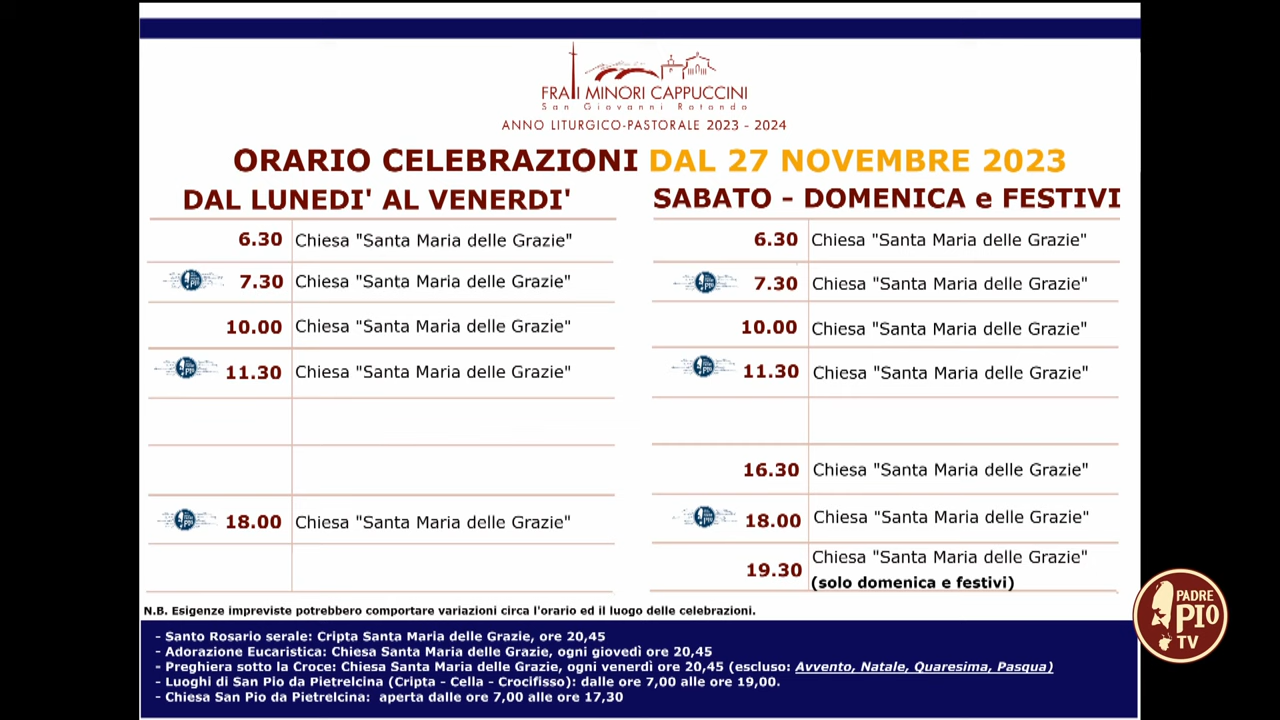 FRATI MINORI CAPPUCCINI
San Giovanni Rotondo
ANNO LITURGICO-PASTORALE 2023 - 2024
ORARIO CELEBRAZIONI DAL 27 NOVEMBRE 2023
DAL LUNEDI' AL VENERDI'
6.30 Chiesa "Santa Maria delle Grazie"
7.30 Chiesa "Santa Maria delle Grazie"
10.00 Chiesa "Santa Maria delle Grazie"
11.30 Chiesa "Santa Maria delle Grazie"
18.00 Chiesa "Santa Maria delle Grazie"
SABATO - DOMENICA e FESTIVI
6.30 Chiesa "Santa Maria delle Grazie"
7.30 Chiesa "Santa Maria delle Grazie"
10.00 Chiesa "Santa Maria delle Grazie"
11.30 Chiesa "Santa Maria delle Grazie"
16.30 Chiesa "Santa Maria delle Grazie"
18.00 Chiesa "Santa Maria delle Grazie"
19.30 Chiesa "Santa Maria delle Grazie"
(solo domenica e festivi)
N.B. Esigenze impreviste potrebbero comportare variazioni circa l'orario ed il luogo delle celebrazioni.
- Santo Rosario serale: Cripta Santa Maria delle Grazie, ore 20,45
- Adorazione Eucaristica: Chiesa Santa Maria delle Grazie, ogni giovedì ore 20,45
- Preghiera sotto la Croce: Chiesa Santa Maria delle Grazie, ogni venerdì ore 20,45 (escluso: Avvento, Natale, Quaresima, Pasqua)
- Luoghi di San Pio da Pietrelcina (Cripta - Cella - Crocifisso): dalle ore 7,00 alle ore 19,00.
- Chiesa San Pio da Pietrelcina: aperta dalle ore 7,00 alle ore 17,30
PADRE
PIO
TV